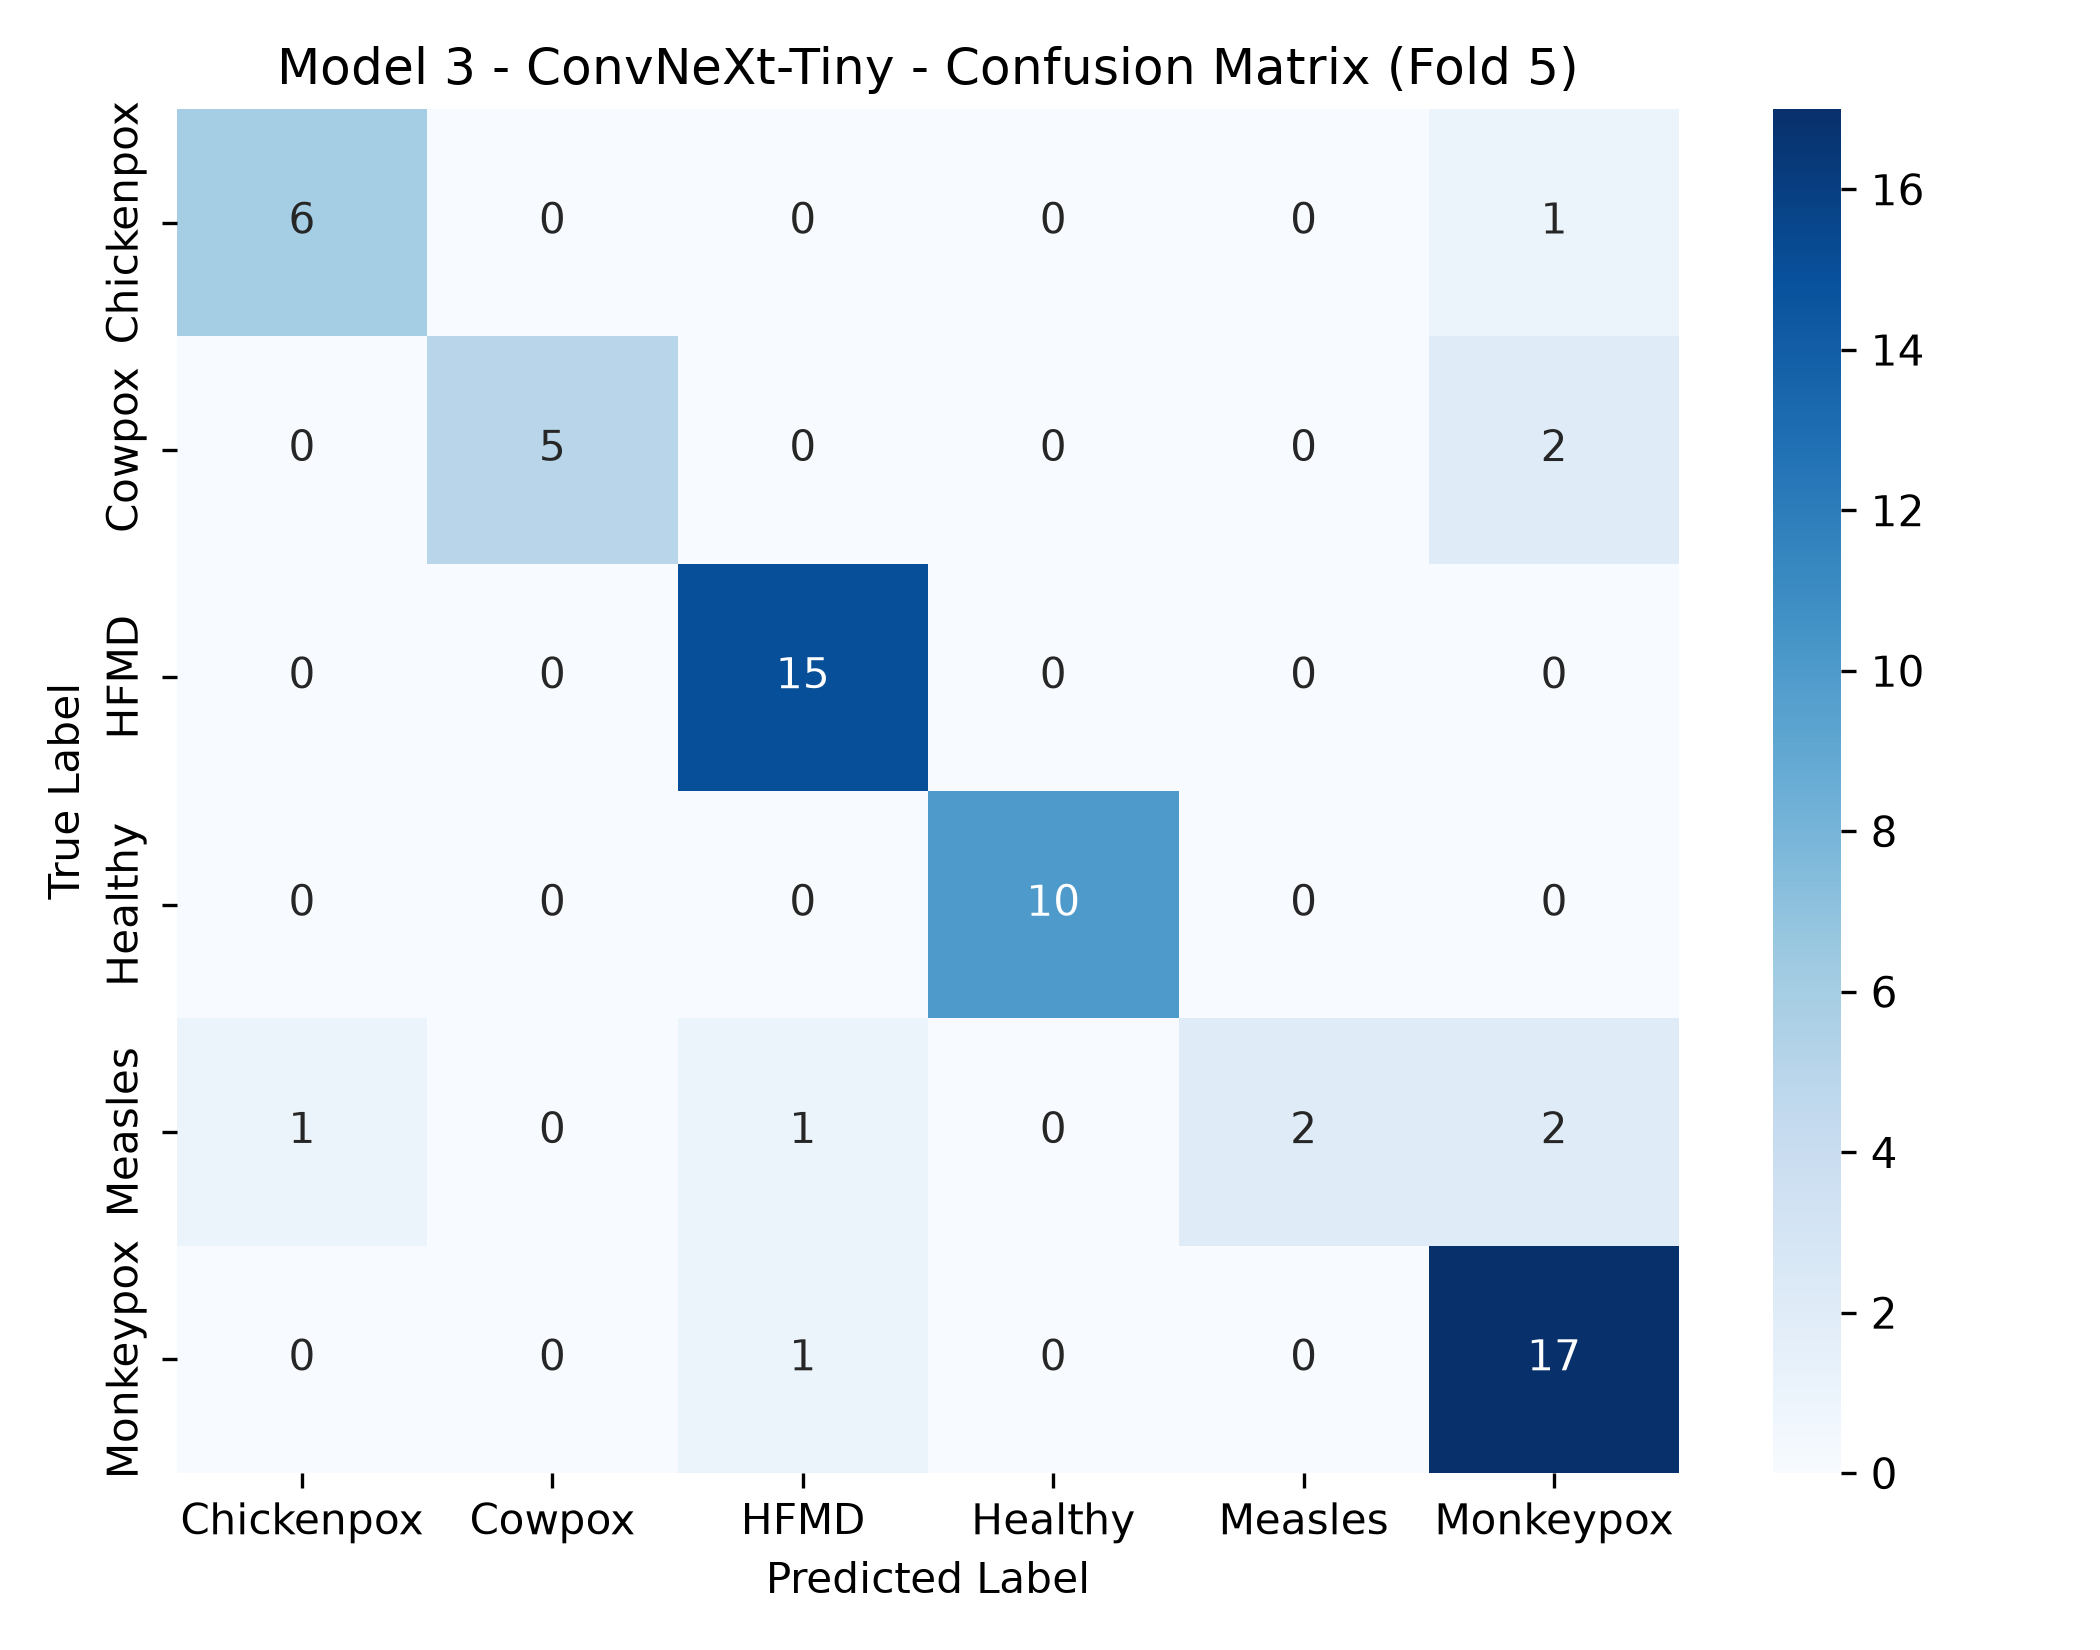 Model 3 - ConvNeXt-Tiny - Confusion Matrix (Fold 5)
True Label
Chickenpox 6 0 0 0 0 1
Cowpox 0 5 0 0 0 2
HFMD 0 0 15 0 0 0
Healthy 0 0 0 10 0 0
Measles 1 0 1 0 2 2
Monkeypox 0 0 1 0 0 17
Chickenpox Cowpox HFMD Healthy Measles Monkeypox
Predicted Label
16
14
12
10
8
6
4
2
0